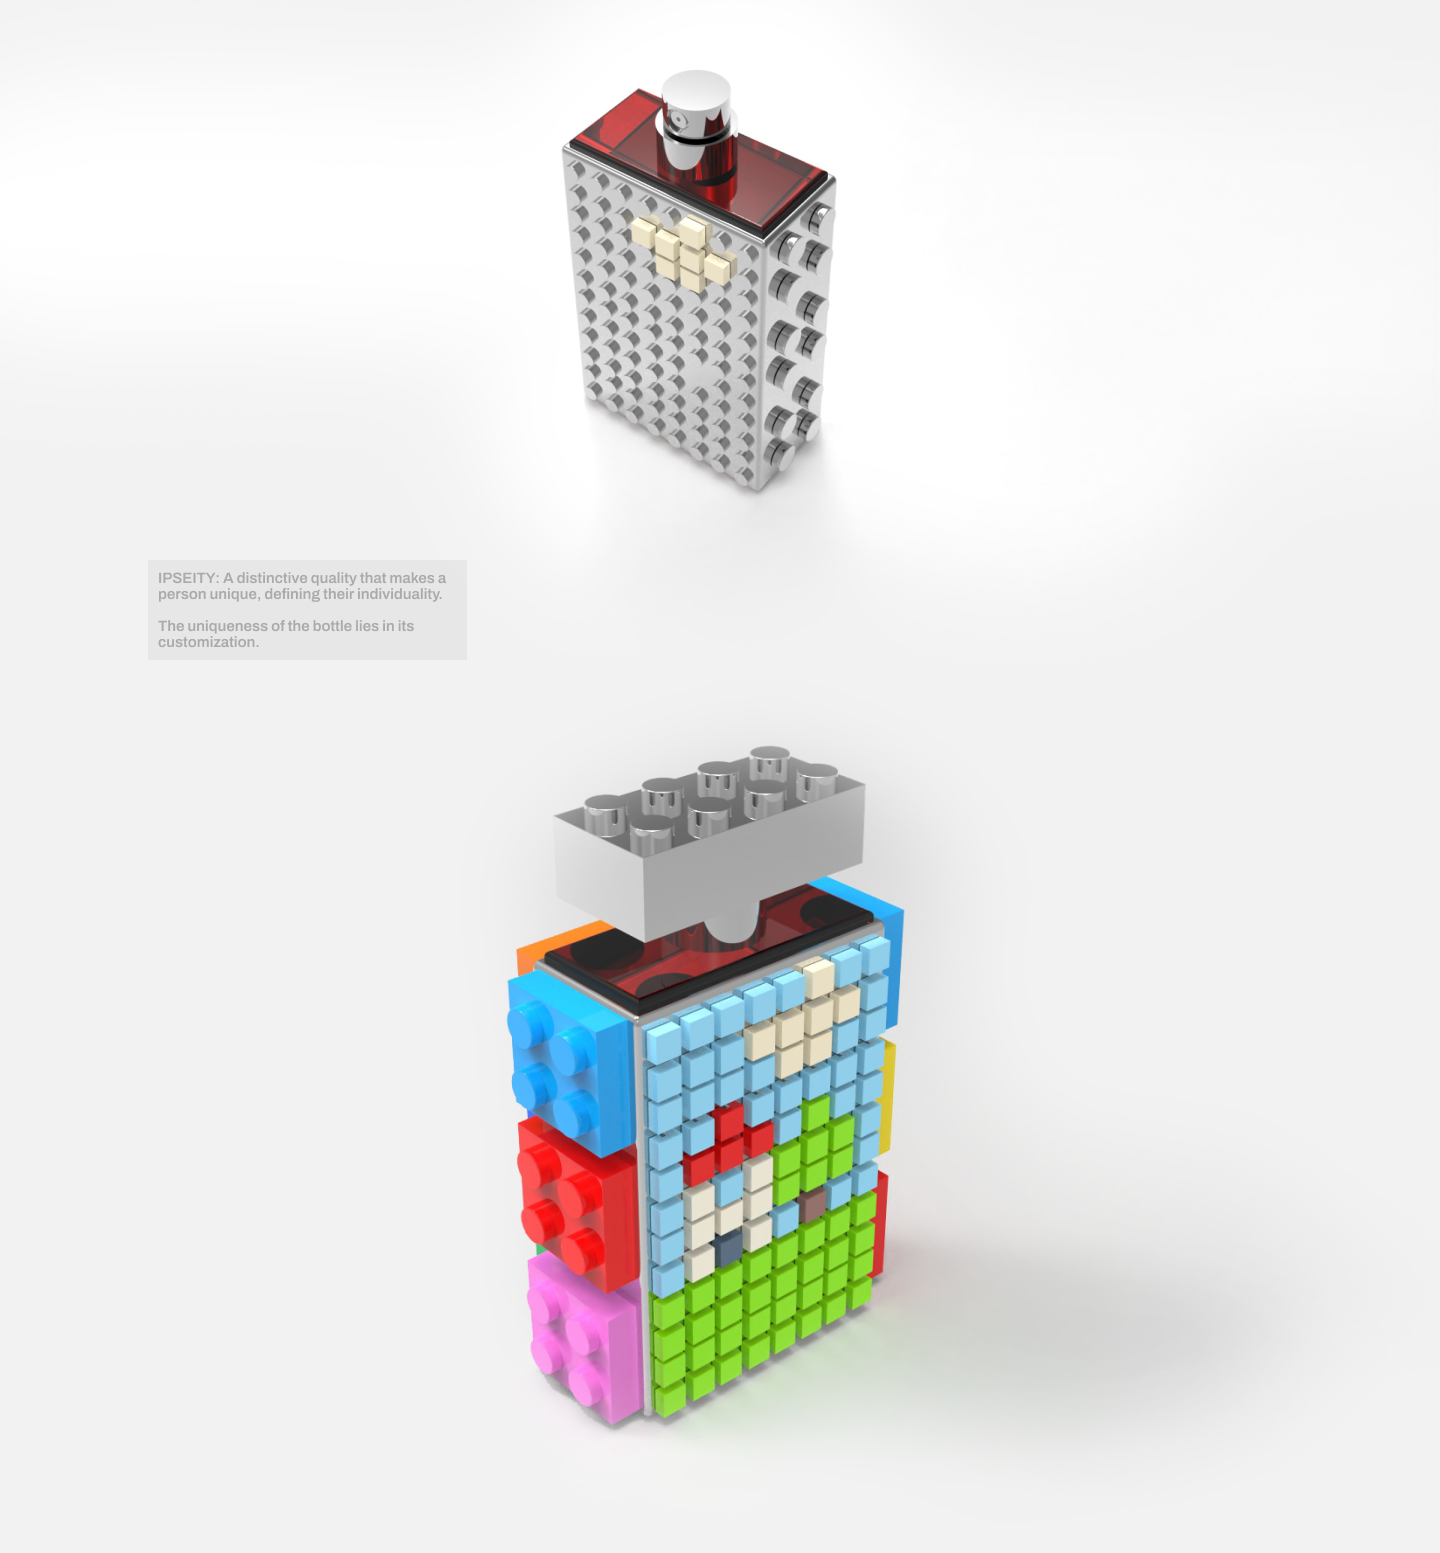 IPSEITY: A distinctive quality that makes a
person unique, defining their individuality.
The uniqueness of the bottle lies in its
customization.